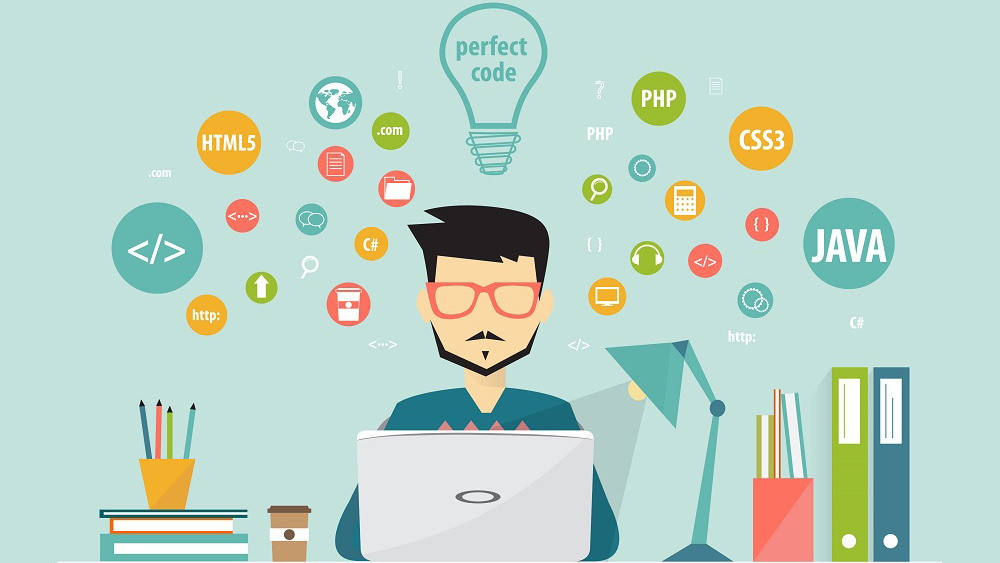 perfect
code
PHP
.com
HTML5
PHP
CSS3
.com
</>
<···>
C#
{ }
{ }
JAVA
</>
http:
C#
http:
<···>
</>